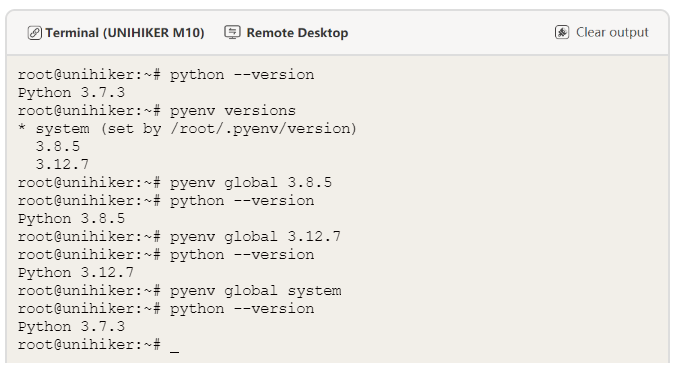 Terminal (UNIHIKER M10) Remote Desktop Clear output
root@unihiker:~# python --version
Python 3.7.3
root@unihiker:~# pyenv versions
* system (set by /root/.pyenv/version)
  3.8.5
  3.12.7
root@unihiker:~# pyenv global 3.8.5
root@unihiker:~# python --version
Python 3.8.5
root@unihiker:~# pyenv global 3.12.7
root@unihiker:~# python --version
Python 3.12.7
root@unihiker:~# pyenv global system
root@unihiker:~# python --version
Python 3.7.3
root@unihiker:~# _